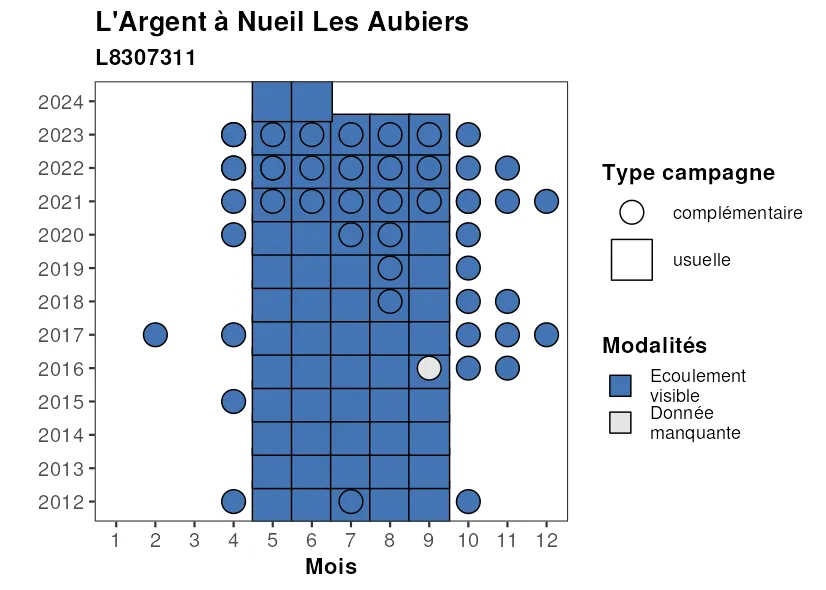 L'Argent à Nueil Les Aubiers
L8307311
2024
2023
2022
2021
2020
2019
2018
2017
2016
2015
2014
2013
2012
1 2 3 4 5 6 7 8 9 10 11 12
Mois
Type campagne
complémentaire
usuelle
Modalités
Ecoulement
visible
Donnée
manquante